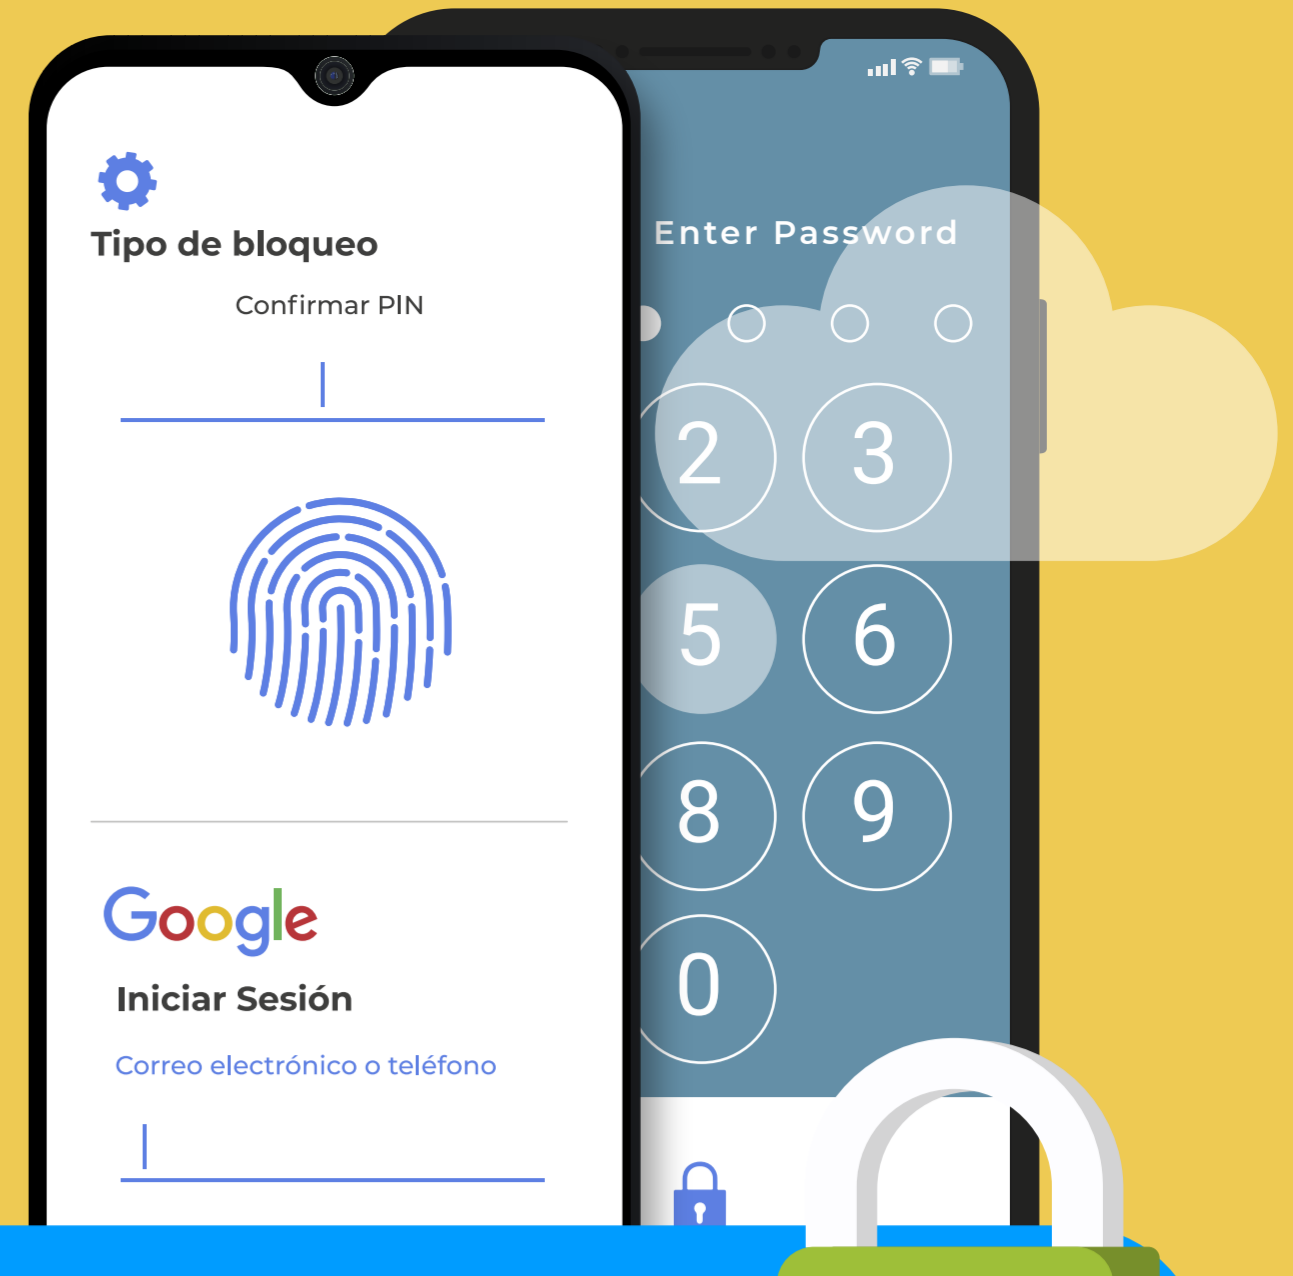 Tipo de bloqueo
Confirmar PIN
Google
Iniciar Sesión
Correo electrónico o teléfono
Enter Password
2 3
5 6
8 9
0